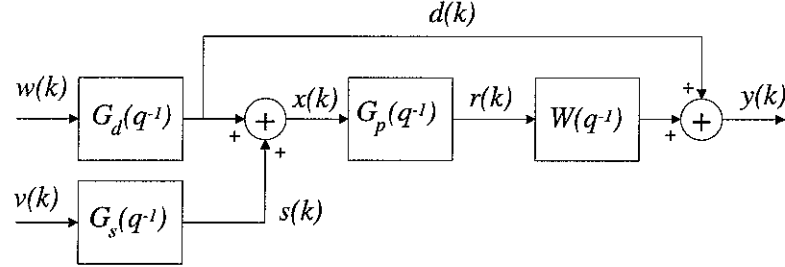 d(k)
w(k) G_d(q⁻¹) + + x(k) G_p(q⁻¹) r(k) W(q⁻¹) + + y(k)
+ +
v(k) G_s(q⁻¹) s(k)